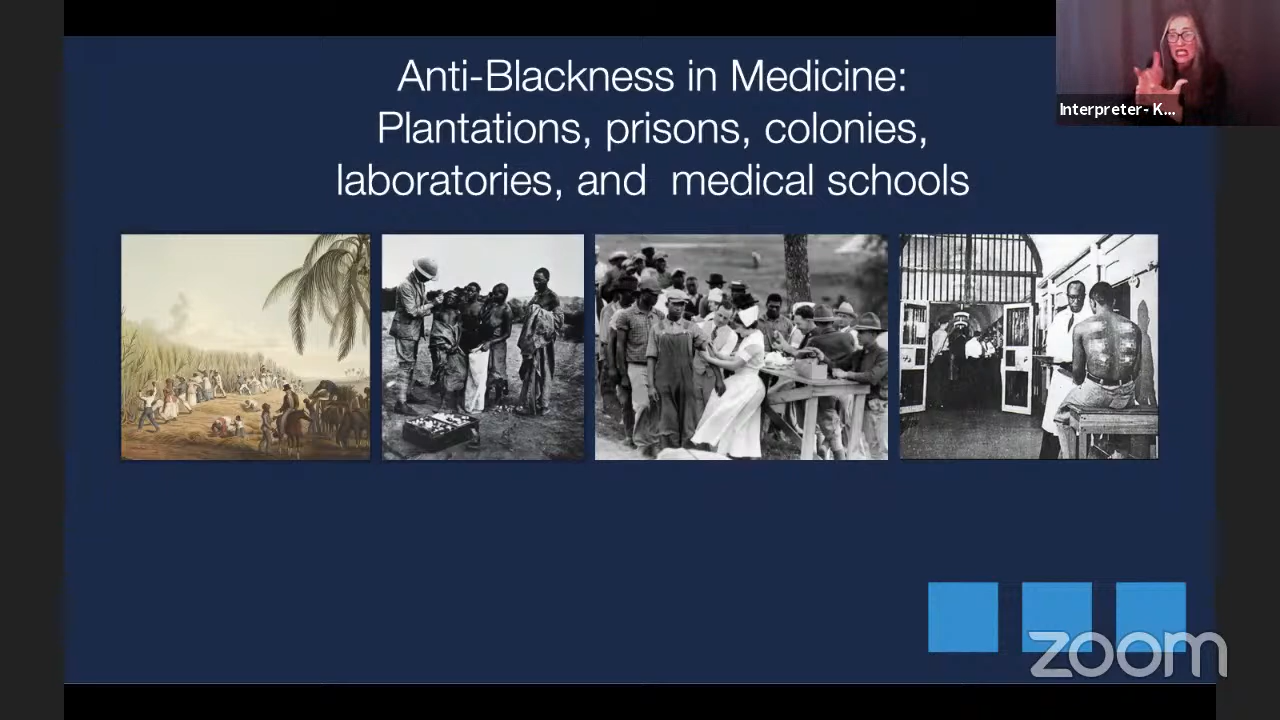 Anti-Blackness in Medicine:
Plantations, prisons, colonies,
laboratories, and medical schools
Interpreter- K...
zoom